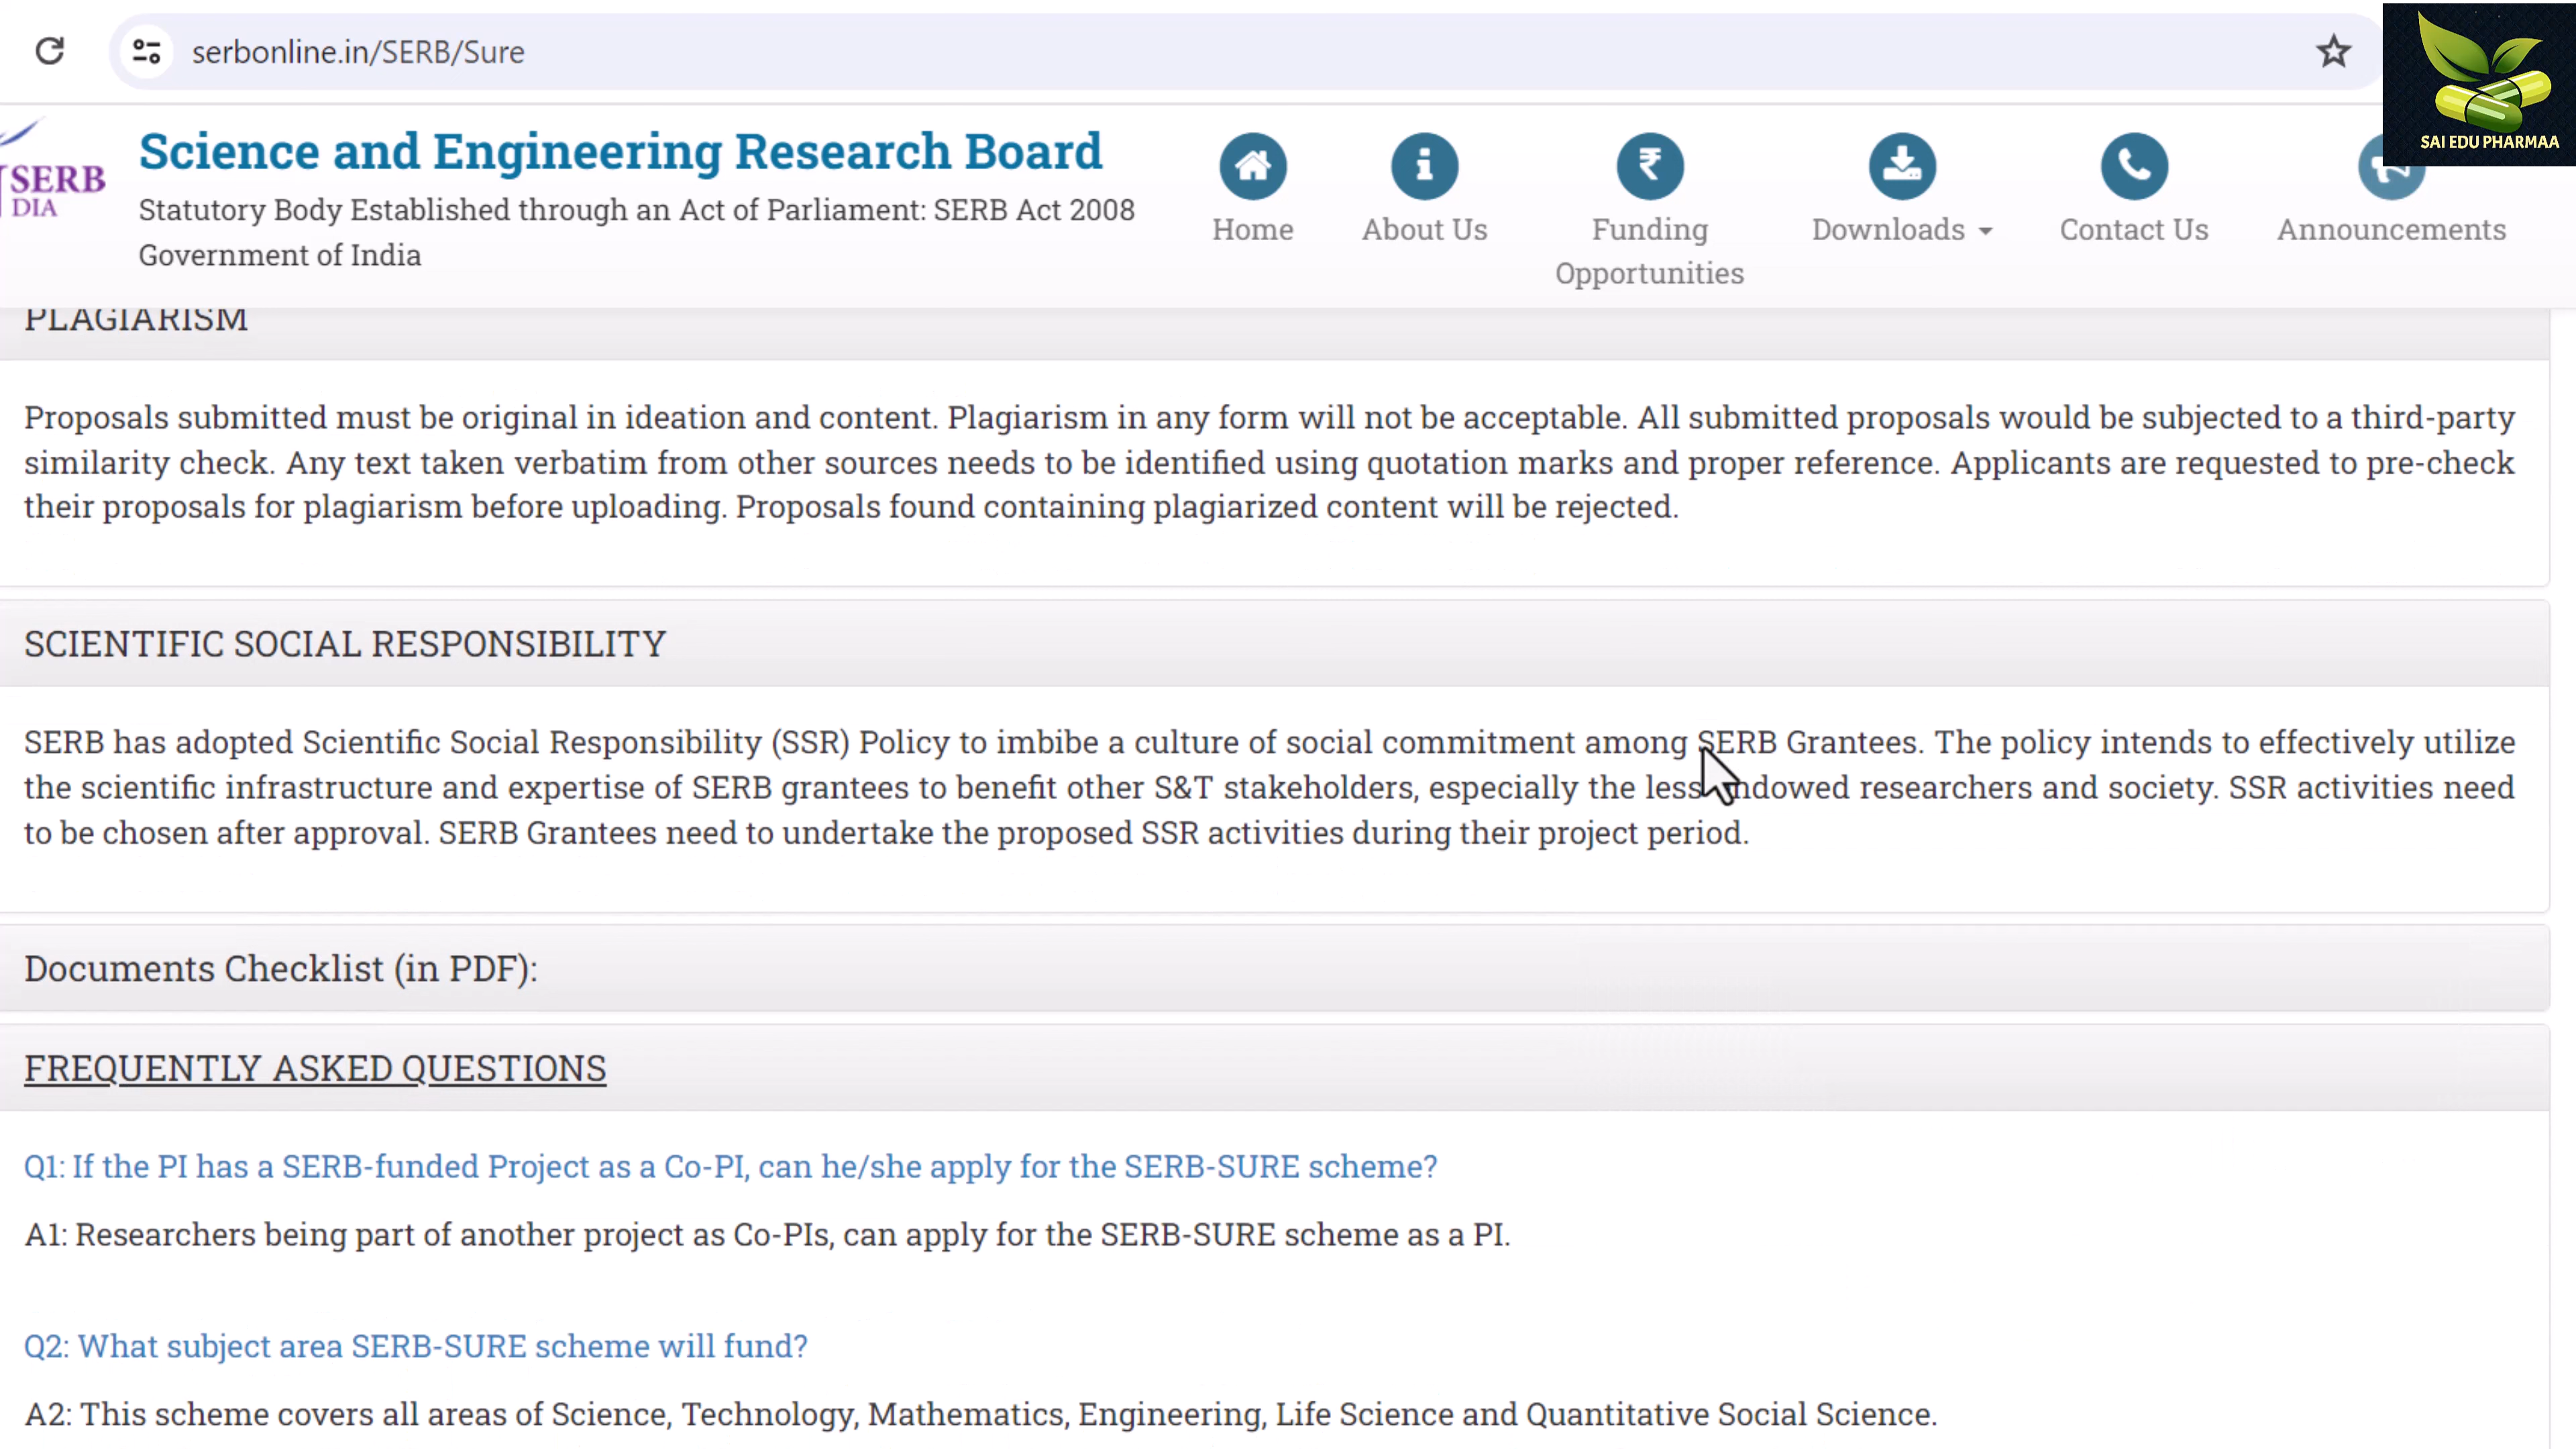 serbonline.in/SERB/Sure
SAI EDU PHARMAA
SERB
DIA
Science and Engineering Research Board
Statutory Body Established through an Act of Parliament: SERB Act 2008
Government of India
Home
About Us
Funding
Opportunities
Downloads
Contact Us
Announcements
PLAGIARISM
Proposals submitted must be original in ideation and content. Plagiarism in any form will not be acceptable. All submitted proposals would be subjected to a third-party
similarity check. Any text taken verbatim from other sources needs to be identified using quotation marks and proper reference. Applicants are requested to pre-check
their proposals for plagiarism before uploading. Proposals found containing plagiarized content will be rejected.
SCIENTIFIC SOCIAL RESPONSIBILITY
SERB has adopted Scientific Social Responsibility (SSR) Policy to imbibe a culture of social commitment among SERB Grantees. The policy intends to effectively utilize
the scientific infrastructure and expertise of SERB grantees to benefit other S&T stakeholders, especially the less endowed researchers and society. SSR activities need
to be chosen after approval. SERB Grantees need to undertake the proposed SSR activities during their project period.
Documents Checklist (in PDF):
FREQUENTLY ASKED QUESTIONS
Q1: If the PI has a SERB-funded Project as a Co-PI, can he/she apply for the SERB-SURE scheme?
A1: Researchers being part of another project as Co-PIs, can apply for the SERB-SURE scheme as a PI.
Q2: What subject area SERB-SURE scheme will fund?
A2: This scheme covers all areas of Science, Technology, Mathematics, Engineering, Life Science and Quantitative Social Science.